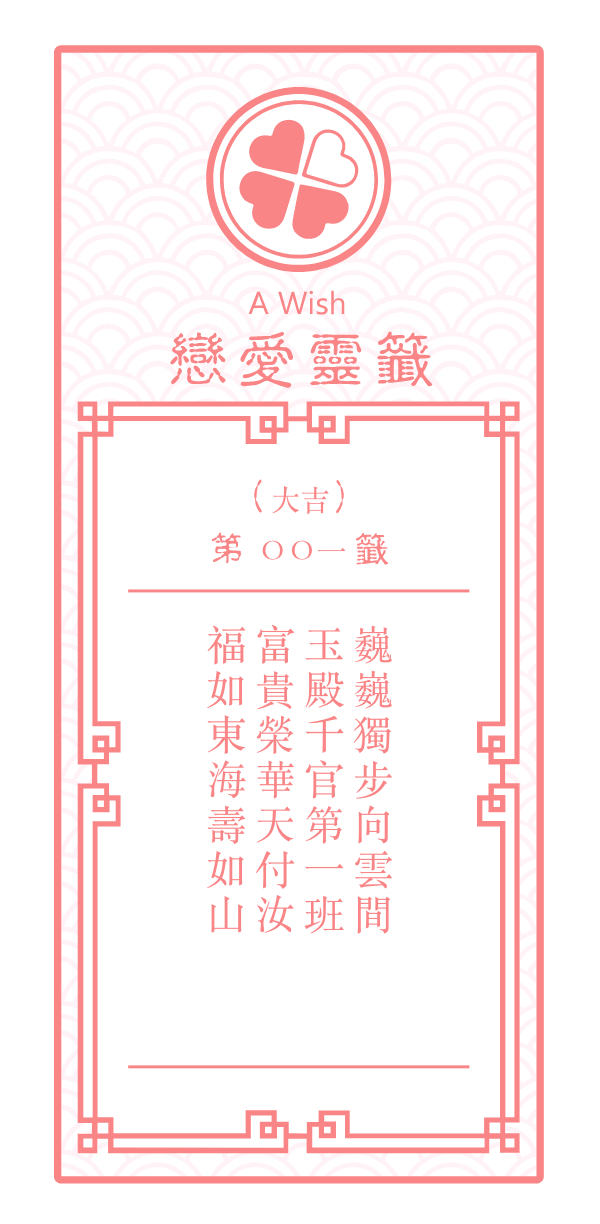 A Wish
戀愛靈籤
（大吉）
第 〇〇一 籤
巍巍獨步向雲間
玉殿千官第一班
富貴榮華天付汝
福如東海壽如山